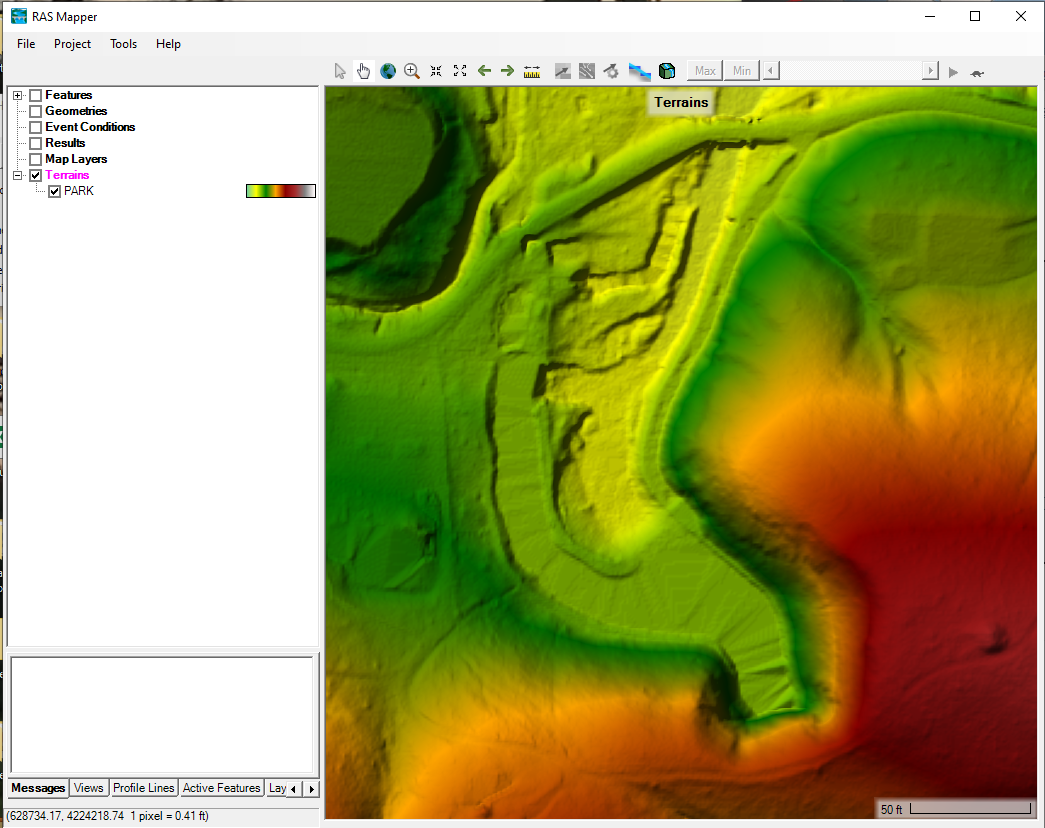 RAS Mapper
File Project Tools Help
Max Min
Features
Geometries
Event Conditions
Results
Map Layers
Terrains
PARK
Terrains
50 ft
Messages Views Profile Lines Active Features Lay
(628734.17, 4224218.74 1 pixel = 0.41 ft)